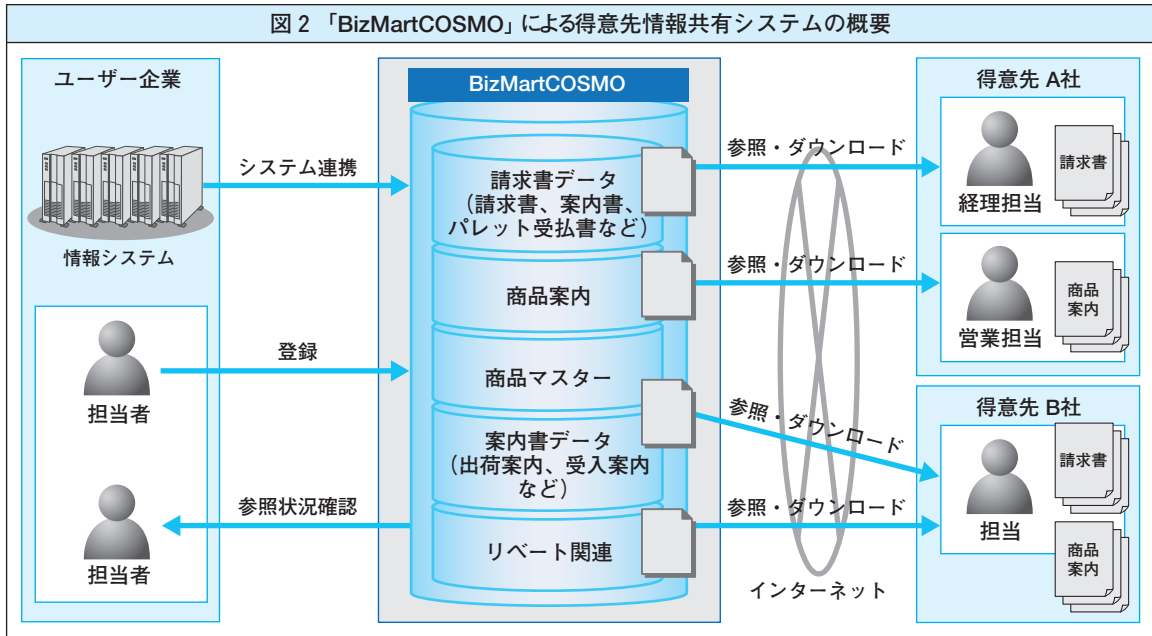 図 2 「BizMartCOSMO」による得意先情報共有システムの概要
ユーザー企業
情報システム
担当者
担当者
システム連携
登録
参照状況確認
BizMartCOSMO
請求書データ
(請求書、案内書、
パレット受払書など)
商品案内
商品マスター
案内書データ
(出荷案内、受入案内
など)
リベート関連
参照・ダウンロード
参照・ダウンロード
参照・ダウンロード
参照・ダウンロード
インターネット
得意先 A社
経理担当
請求書
営業担当
商品
案内
得意先 B社
担当
請求書
商品
案内